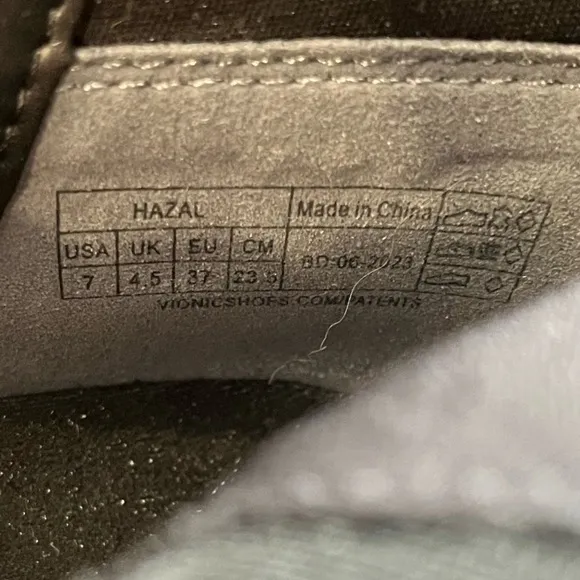 HAZAL Made in China
USA UK EU CM BD-06-2023
7 4.5 37 23.5
VIONICSHOES.COM/PATENTS